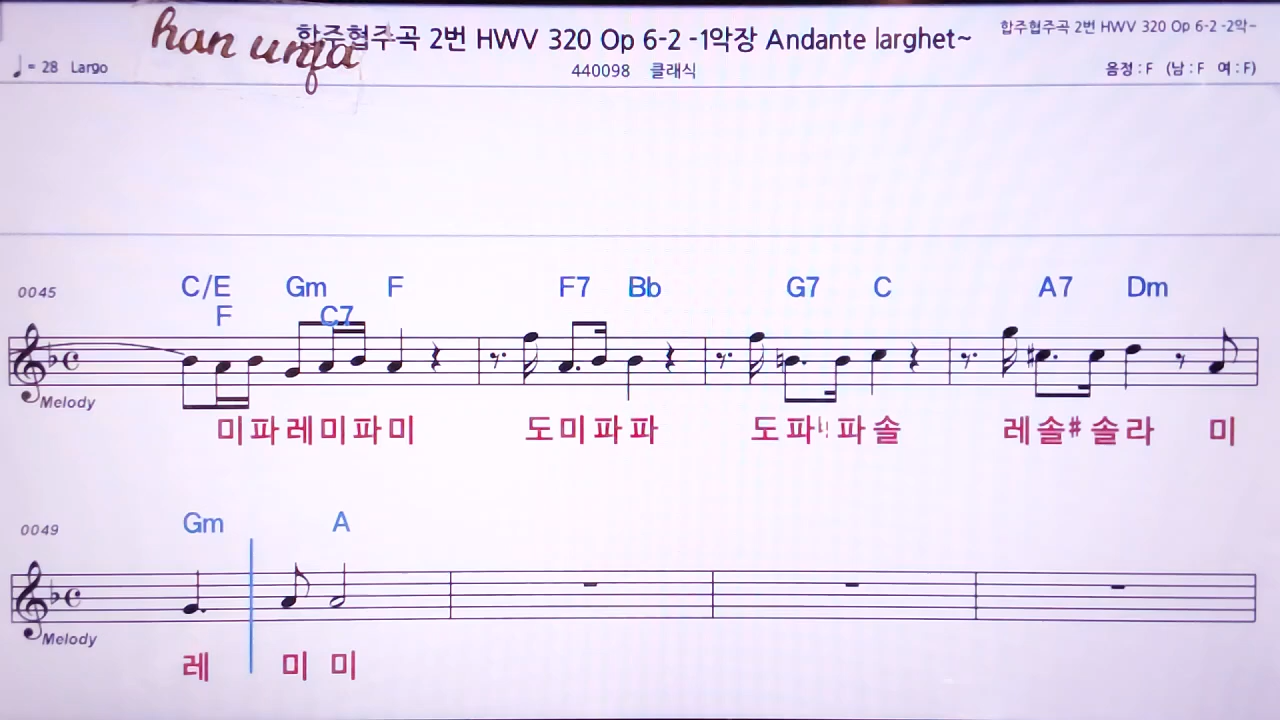 han unja
합주협주곡 2번 HWV 320 Op 6-2 -1악장 Andante larghet~
합주협주곡 2번 HWV 320 Op 6-2 -2악~
♩= 28 Largo
440098 클래식
음정 : F (남 : F 여 : F)
C/E Gm F F7 Bb G7 C A7 Dm
0045
F C7
Melody
미 파 레 미 파 미 도 미 파 파 도 파♮ 파 솔 레 솔# 솔 라 미
Gm A
0049
Melody
레 미 미